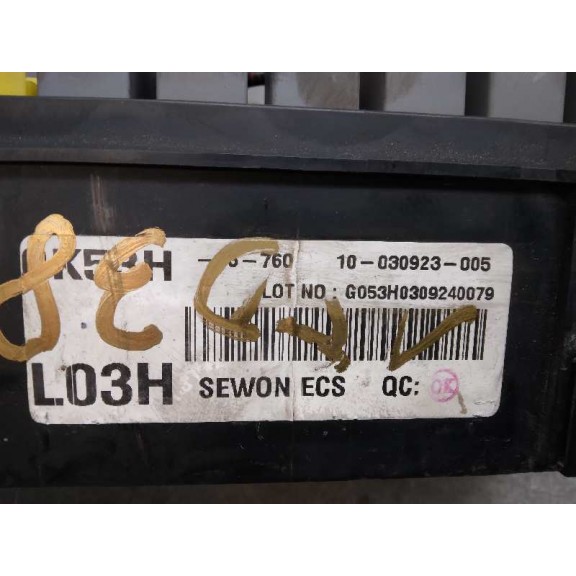 -760 10-030923-005
LOT NO : G053H0309240079
L03H SEWON ECS QC: OK